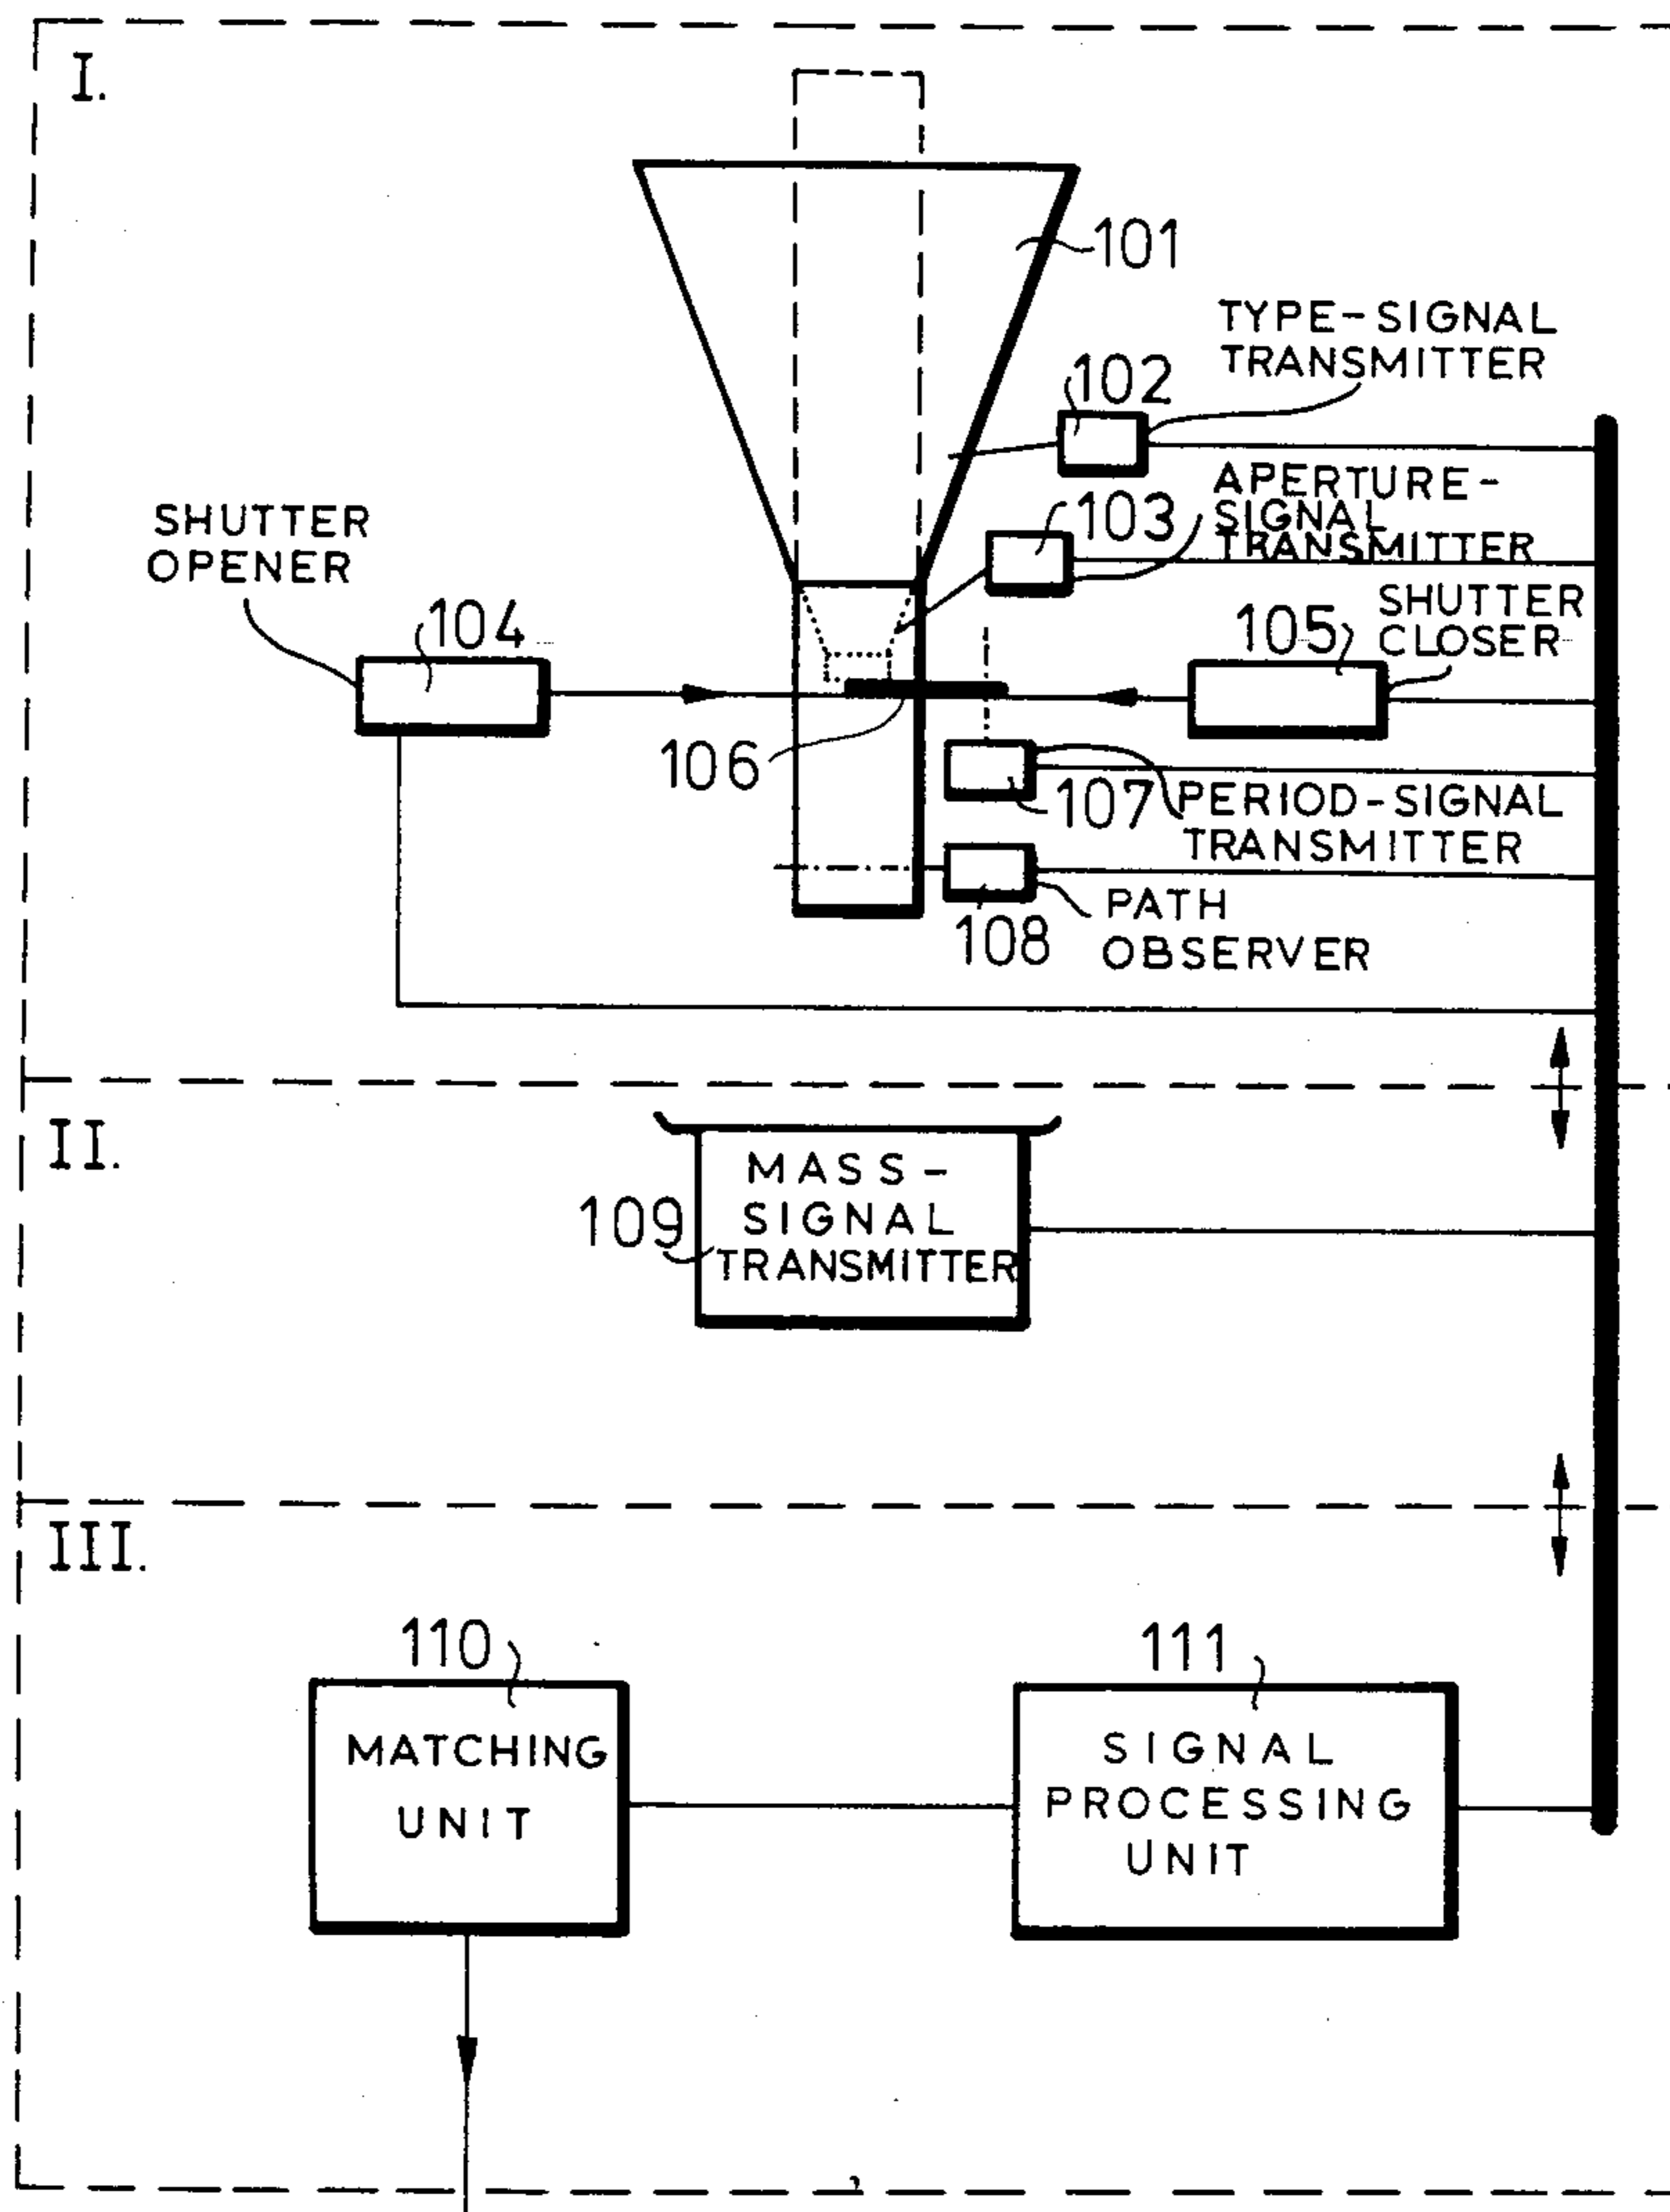 I.
101
TYPE-SIGNAL
TRANSMITTER
102
APERTURE-
SIGNAL
TRANSMITTER
103
SHUTTER
OPENER
104
SHUTTER
CLOSER
105
106
107
PERIOD-SIGNAL
TRANSMITTER
108
PATH
OBSERVER
II.
MASS-
SIGNAL
TRANSMITTER
109
III.
110
MATCHING
UNIT
111
SIGNAL
PROCESSING
UNIT